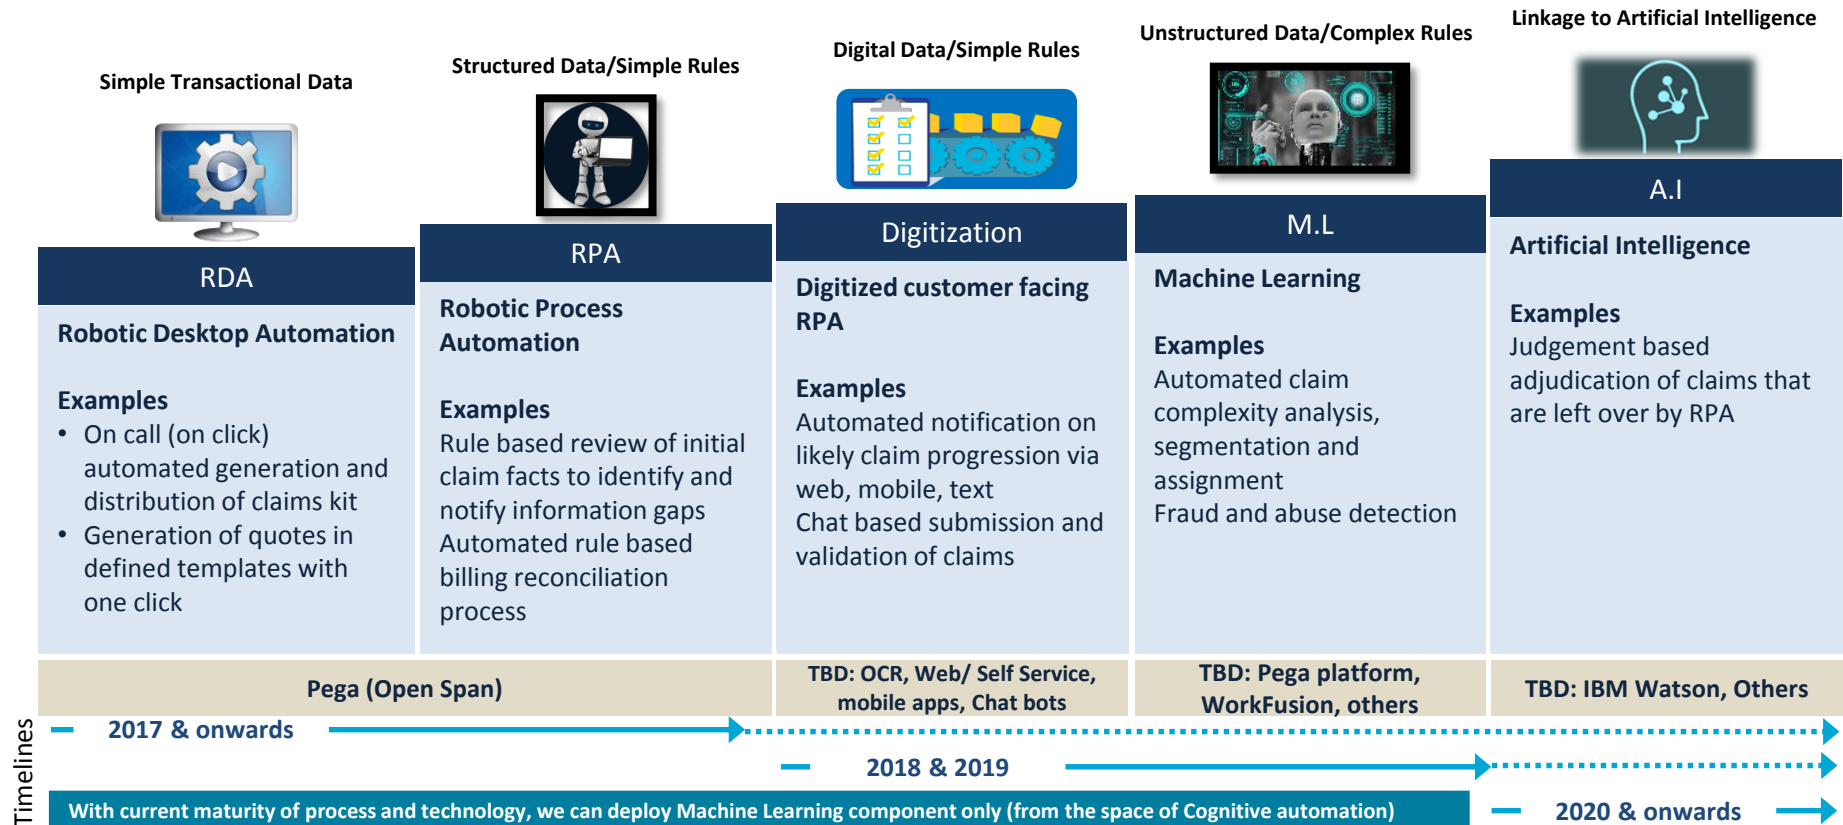 Simple Transactional Data
RDA
Robotic Desktop Automation
Examples
• On call (on click)
automated generation and
distribution of claims kit
• Generation of quotes in
defined templates with
one click
Structured Data/Simple Rules
RPA
Robotic Process
Automation
Examples
Rule based review of initial
claim facts to identify and
notify information gaps
Automated rule based
billing reconciliation
process
Digital Data/Simple Rules
Digitization
Digitized customer facing
RPA
Examples
Automated notification on
likely claim progression via
web, mobile, text
Chat based submission and
validation of claims
Unstructured Data/Complex Rules
M.L
Machine Learning
Examples
Automated claim
complexity analysis,
segmentation and
assignment
Fraud and abuse detection
Linkage to Artificial Intelligence
A.I
Artificial Intelligence
Examples
Judgement based
adjudication of claims that
are left over by RPA
Pega (Open Span)
TBD: OCR, Web/ Self Service,
mobile apps, Chat bots
TBD: Pega platform,
WorkFusion, others
TBD: IBM Watson, Others
Timelines
2017 & onwards
2018 & 2019
With current maturity of process and technology, we can deploy Machine Learning component only (from the space of Cognitive automation)
2020 & onwards